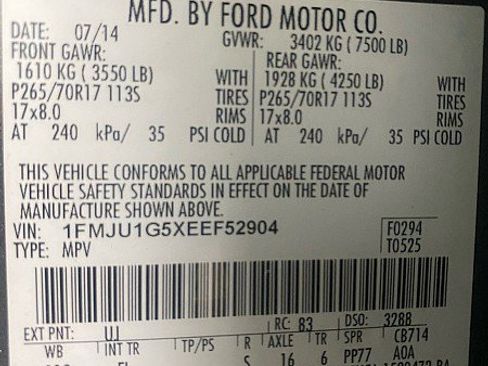 MFD. BY FORD MOTOR CO.
DATE: 07/14 GVWR: 3402 KG ( 7500 LB)
FRONT GAWR: REAR GAWR:
1610 KG ( 3550 LB) WITH 1928 KG ( 4250 LB) WITH
P265/70R17 113S TIRES P265/70R17 113S TIRES
17x8.0 RIMS 17x8.0 RIMS
AT 240 kPa/ 35 PSI COLD AT 240 kPa/ 35 PSI COLD
THIS VEHICLE CONFORMS TO ALL APPLICABLE FEDERAL MOTOR
VEHICLE SAFETY STANDARDS IN EFFECT ON THE DATE OF
MANUFACTURE SHOWN ABOVE.
VIN: 1FMJU1G5XEEF52904 F0294
TYPE: MPV T0525
EXT PNT: UJ RC: 83 DSO: 3288
WB INT TR TP/PS R AXLE TR SPR CB714
S 16 6 PP77 A0A